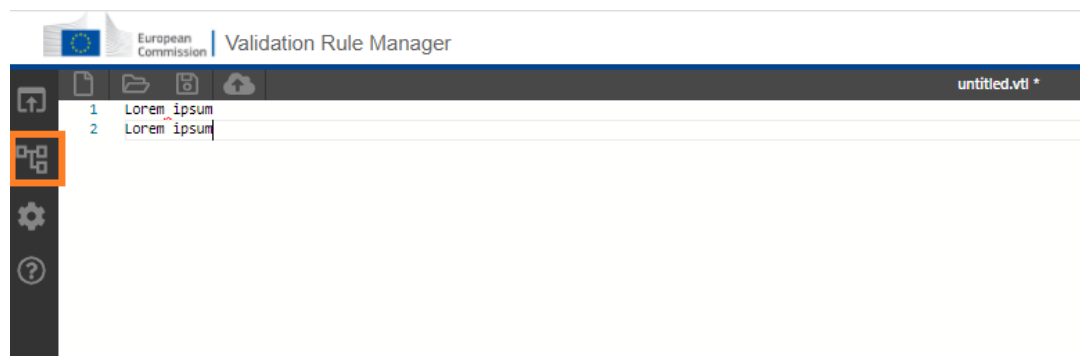 European
Commission
Validation Rule Manager
untitled.vtl *
1 Lorem ipsum
2 Lorem ipsum